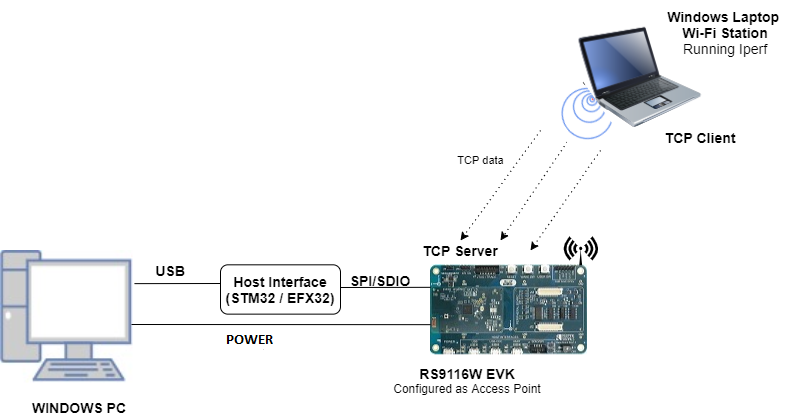 Windows Laptop
Wi-Fi Station
Running Iperf
TCP Client
TCP data
TCP Server
USB
Host Interface
(STM32 / EFX32)
SPI/SDIO
POWER
RS9116W EVK
Configured as Access Point
WINDOWS PC